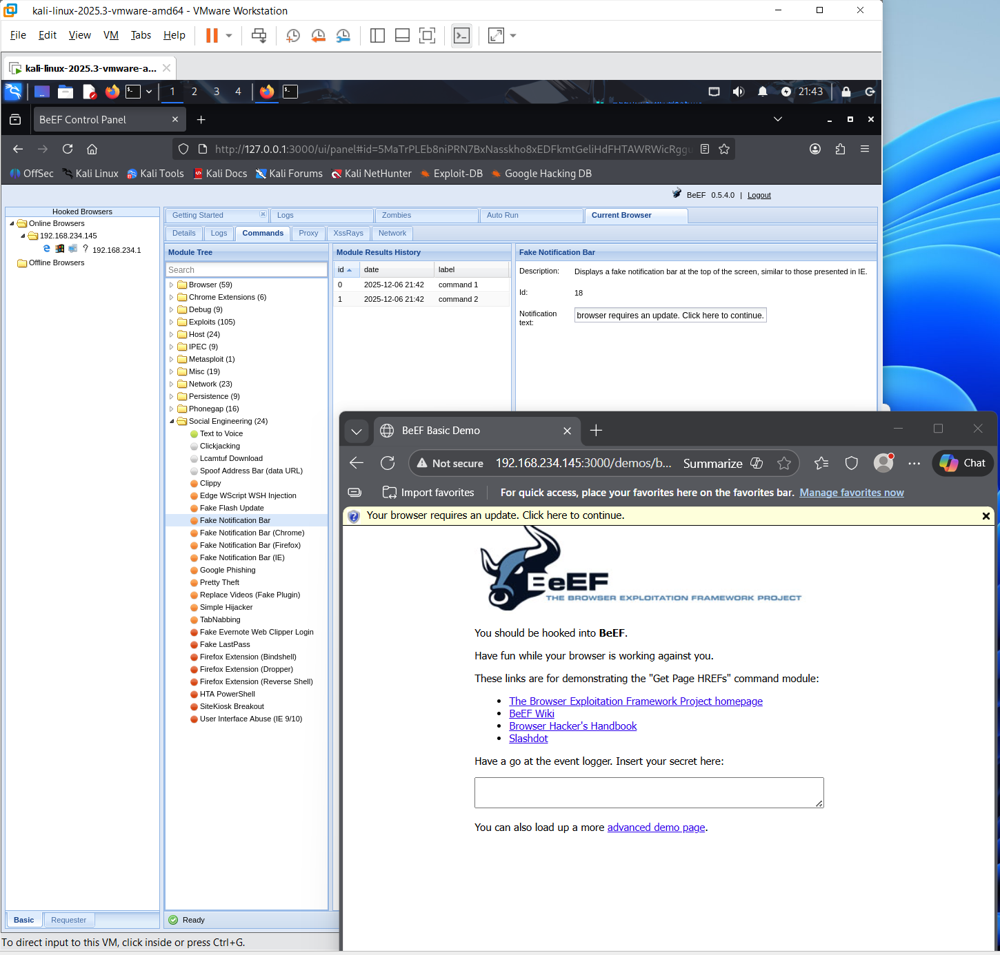 kali-linux-2025.3-vmware-amd64 - VMware Workstation
File Edit View VM Tabs Help
kali-linux-2025.3-vmware-a...
1 2 3 4 21:43
BeEF Control Panel
http://127.0.0.1:3000/ui/panel#id=5MaTrPLEb8niPRN7BxNasskho8xEDFkmtGeliHdFHTAWRWicRggu
OffSec Kali Linux Kali Tools Kali Docs Kali Forums Kali NetHunter Exploit-DB Google Hacking DB
BeEF 0.5.4.0 | Logout
Hooked Browsers
Online Browsers
192.168.234.145
? 192.168.234.1
Offline Browsers
Basic Requester
Getting Started Logs Zombies Auto Run Current Browser
Details Logs Commands Proxy XssRays Network
Module Tree
Search
Browser (59)
Chrome Extensions (6)
Debug (9)
Exploits (105)
Host (24)
IPEC (9)
Metasploit (1)
Misc (19)
Network (23)
Persistence (9)
Phonegap (16)
Social Engineering (24)
Text to Voice
Clickjacking
Lcamtuf Download
Spoof Address Bar (data URL)
Clippy
Edge WScript WSH Injection
Fake Flash Update
Fake Notification Bar
Fake Notification Bar (Chrome)
Fake Notification Bar (Firefox)
Fake Notification Bar (IE)
Google Phishing
Pretty Theft
Replace Videos (Fake Plugin)
Simple Hijacker
TabNabbing
Fake Evernote Web Clipper Login
Fake LastPass
Firefox Extension (Bindshell)
Firefox Extension (Dropper)
Firefox Extension (Reverse Shell)
HTA PowerShell
SiteKiosk Breakout
User Interface Abuse (IE 9/10)
Ready
Module Results History
id date label
0 2025-12-06 21:42 command 1
1 2025-12-06 21:42 command 2
Fake Notification Bar
Description: Displays a fake notification bar at the top of the screen, similar to those presented in IE.
Id: 18
Notification text: browser requires an update. Click here to continue.
BeEF Basic Demo
Not secure 192.168.234.145:3000/demos/b... Summarize Chat
Import favorites For quick access, place your favorites here on the favorites bar. Manage favorites now
Your browser requires an update. Click here to continue.
BeEF
THE BROWSER EXPLOITATION FRAMEWORK PROJECT
You should be hooked into BeEF.
Have fun while your browser is working against you.
These links are for demonstrating the "Get Page HREFs" command module:
The Browser Exploitation Framework Project homepage
BeEF Wiki
Browser Hacker's Handbook
Slashdot
Have a go at the event logger. Insert your secret here:
You can also load up a more advanced demo page.
To direct input to this VM, click inside or press Ctrl+G.